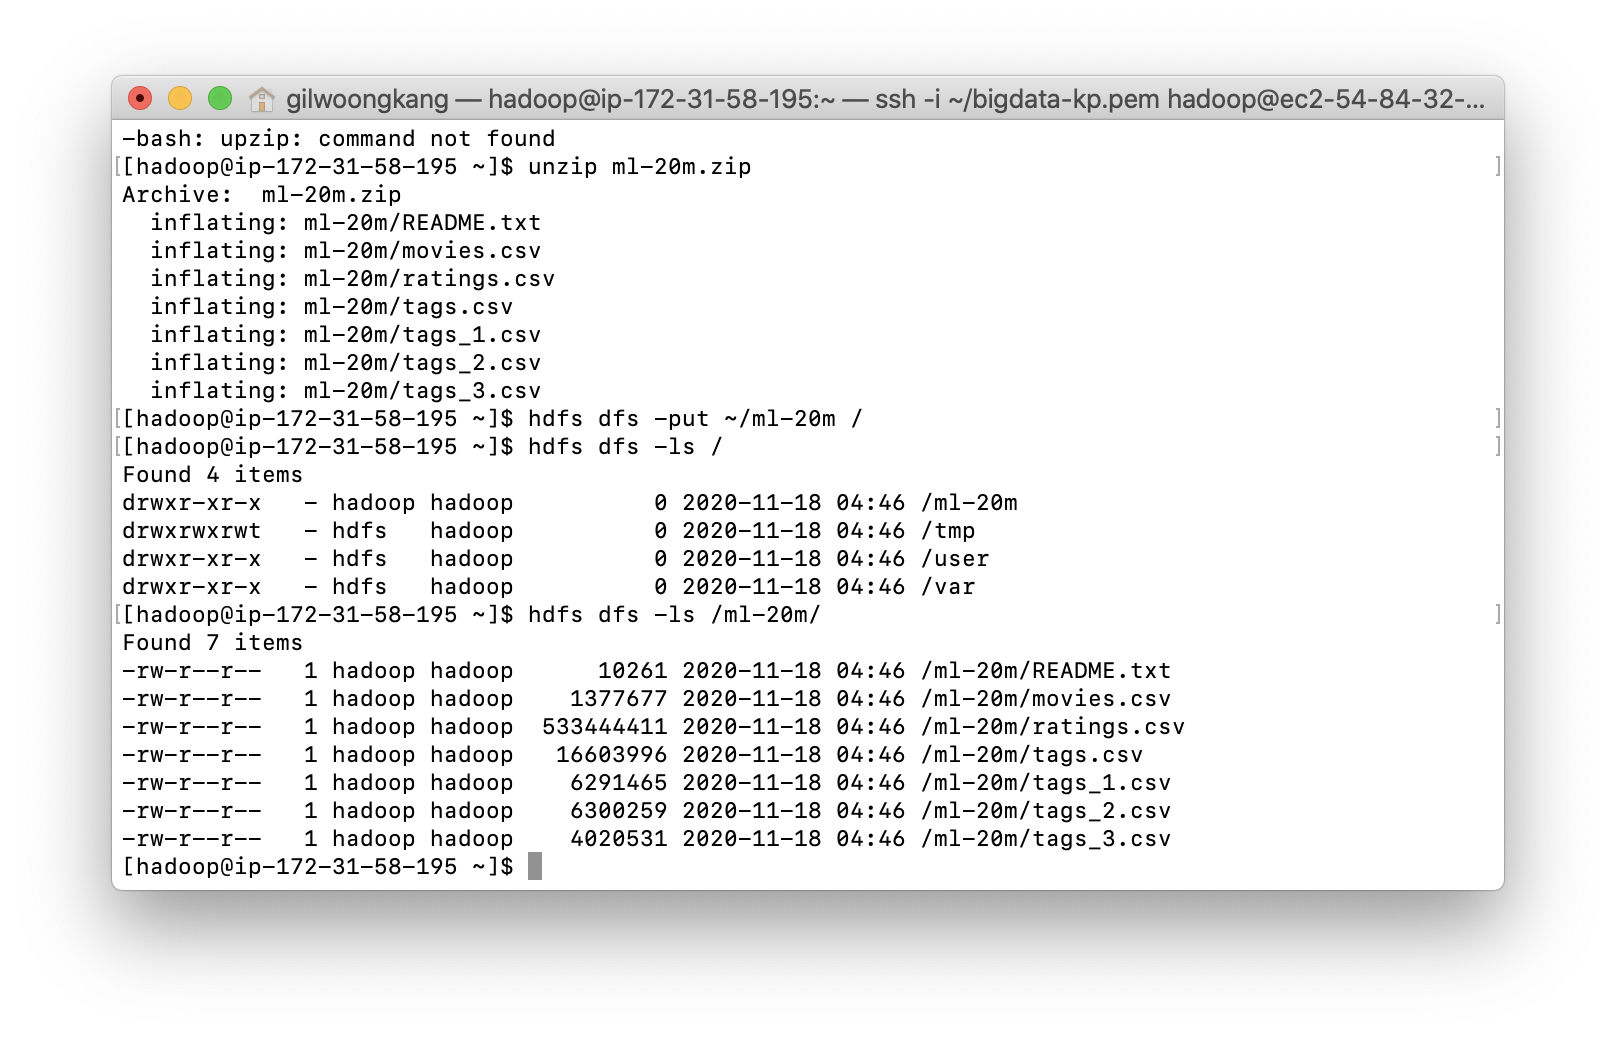 gilwoongkang — hadoop@ip-172-31-58-195:~ — ssh -i ~/bigdata-kp.pem hadoop@ec2-54-84-32-...
-bash: upzip: command not found
[[hadoop@ip-172-31-58-195 ~]$ unzip ml-20m.zip ]
Archive:  ml-20m.zip
  inflating: ml-20m/README.txt
  inflating: ml-20m/movies.csv
  inflating: ml-20m/ratings.csv
  inflating: ml-20m/tags.csv
  inflating: ml-20m/tags_1.csv
  inflating: ml-20m/tags_2.csv
  inflating: ml-20m/tags_3.csv
[[hadoop@ip-172-31-58-195 ~]$ hdfs dfs -put ~/ml-20m / ]
[[hadoop@ip-172-31-58-195 ~]$ hdfs dfs -ls / ]
Found 4 items
drwxr-xr-x   - hadoop hadoop          0 2020-11-18 04:46 /ml-20m
drwxrwxrwt   - hdfs   hadoop          0 2020-11-18 04:46 /tmp
drwxr-xr-x   - hdfs   hadoop          0 2020-11-18 04:46 /user
drwxr-xr-x   - hdfs   hadoop          0 2020-11-18 04:46 /var
[[hadoop@ip-172-31-58-195 ~]$ hdfs dfs -ls /ml-20m/ ]
Found 7 items
-rw-r--r--   1 hadoop hadoop      10261 2020-11-18 04:46 /ml-20m/README.txt
-rw-r--r--   1 hadoop hadoop    1377677 2020-11-18 04:46 /ml-20m/movies.csv
-rw-r--r--   1 hadoop hadoop  533444411 2020-11-18 04:46 /ml-20m/ratings.csv
-rw-r--r--   1 hadoop hadoop   16603996 2020-11-18 04:46 /ml-20m/tags.csv
-rw-r--r--   1 hadoop hadoop    6291465 2020-11-18 04:46 /ml-20m/tags_1.csv
-rw-r--r--   1 hadoop hadoop    6300259 2020-11-18 04:46 /ml-20m/tags_2.csv
-rw-r--r--   1 hadoop hadoop    4020531 2020-11-18 04:46 /ml-20m/tags_3.csv
[hadoop@ip-172-31-58-195 ~]$